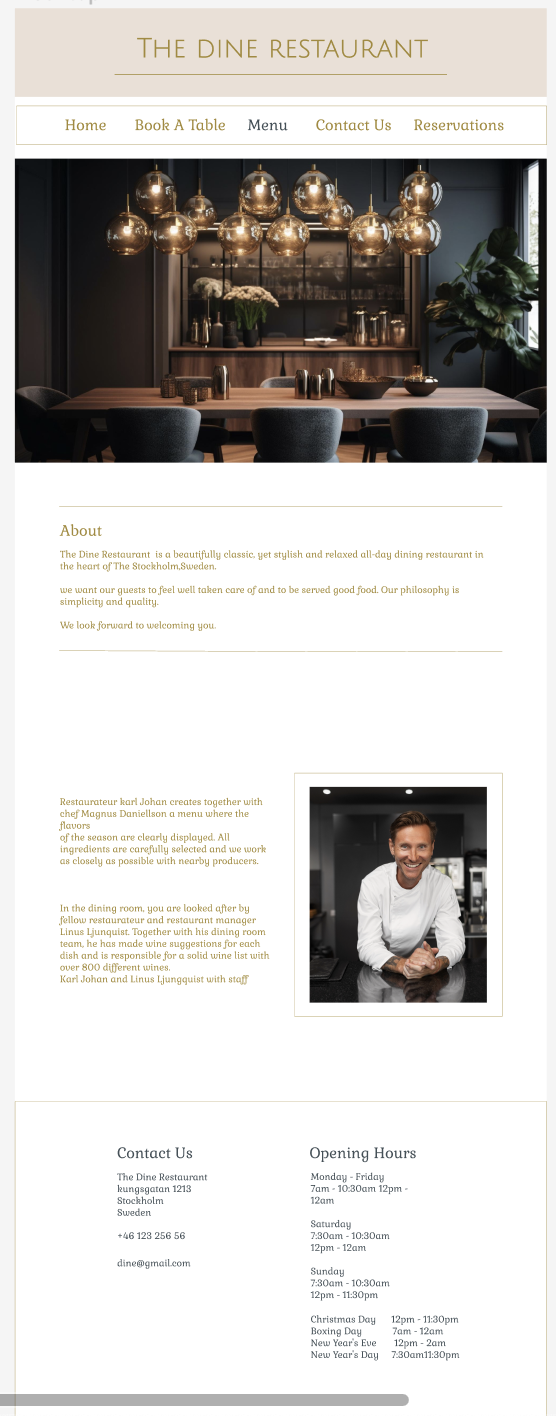 THE DINE RESTAURANT
Home Book A Table Menu Contact Us Reservations
About
The Dine Restaurant is a beautifully classic, yet stylish and relaxed all-day dining restaurant in
the heart of The Stockholm,Sweden.
we want our guests to feel well taken care of and to be served good food. Our philosophy is
simplicity and quality.
We look forward to welcoming you.
Restaurateur karl Johan creates together with
chef Magnus Daniellson a menu where the
flavors
of the season are clearly displayed. All
ingredients are carefully selected and we work
as closely as possible with nearby producers.
In the dining room, you are looked after by
fellow restaurateur and restaurant manager
Linus Ljunquist. Together with his dining room
team, he has made wine suggestions for each
dish and is responsible for a solid wine list with
over 800 different wines.
Karl Johan and Linus Ljungquist with staff
Contact Us
The Dine Restaurant
kungsgatan 1213
Stockholm
Sweden
+46 123 256 56
dine@gmail.com
Opening Hours
Monday - Friday
7am - 10:30am 12pm -
12am
Saturday
7:30am - 10:30am
12pm - 12am
Sunday
7:30am - 10:30am
12pm - 11:30pm
Christmas Day 12pm - 11:30pm
Boxing Day 7am - 12am
New Year's Eve 12pm - 2am
New Year's Day 7:30am11:30pm